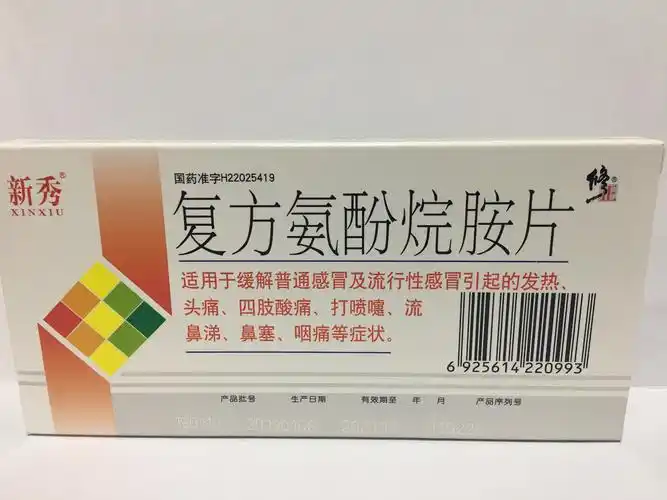 新秀®
XINXIU
国药准字H22025419
修正®
复方氨酚烷胺片
适用于缓解普通感冒及流行性感冒引起的发热、
头痛、四肢酸痛、打喷嚏、流
鼻涕、鼻塞、咽痛等症状。
6 925614 220993
产品批号 生产日期 有效期至 年 月 产品序列号